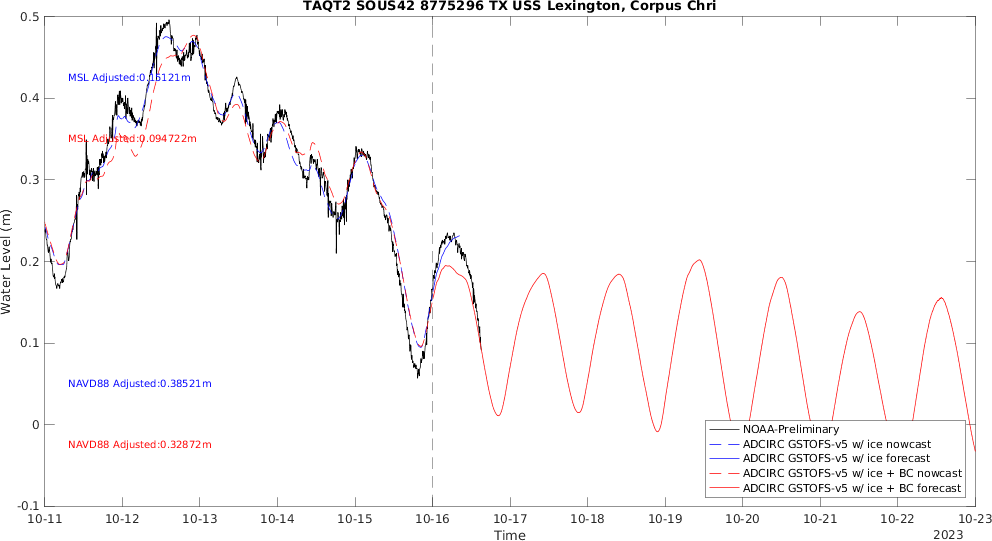 TAQT2 SOUS42 8775296 TX USS Lexington, Corpus Chri
Water Level (m)
0.5
0.4
0.3
0.2
0.1
0
-0.1
MSL Adjusted:0.15121m
MSL Adjusted:0.094722m
NAVD88 Adjusted:0.38521m
NAVD88 Adjusted:0.32872m
NOAA-Preliminary
ADCIRC GSTOFS-v5 w/ ice nowcast
ADCIRC GSTOFS-v5 w/ ice forecast
ADCIRC GSTOFS-v5 w/ ice + BC nowcast
ADCIRC GSTOFS-v5 w/ ice + BC forecast
10-11 10-12 10-13 10-14 10-15 10-16 10-17 10-18 10-19 10-20 10-21 10-22 10-23
Time
2023